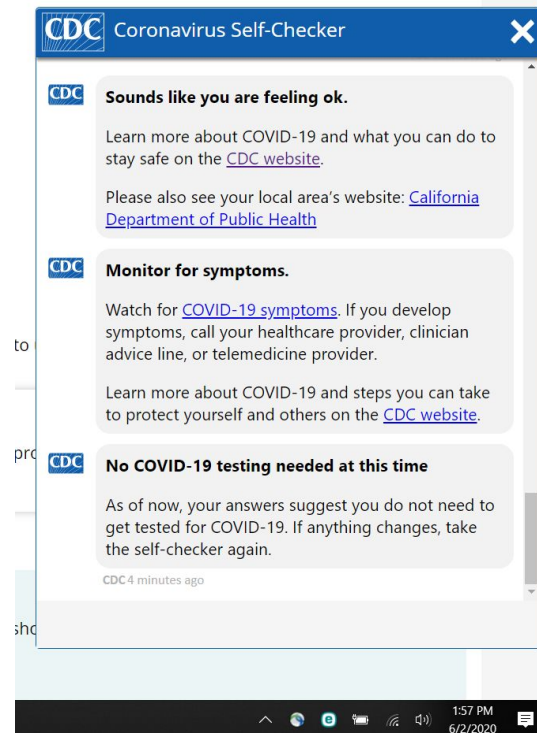 CDC Coronavirus Self-Checker
CDC
Sounds like you are feeling ok.
Learn more about COVID-19 and what you can do to
stay safe on the CDC website.
Please also see your local area's website: California
Department of Public Health
CDC
Monitor for symptoms.
Watch for COVID-19 symptoms. If you develop
symptoms, call your healthcare provider, clinician
advice line, or telemedicine provider.
Learn more about COVID-19 and steps you can take
to protect yourself and others on the CDC website.
CDC
No COVID-19 testing needed at this time
As of now, your answers suggest you do not need to
get tested for COVID-19. If anything changes, take
the self-checker again.
CDC 4 minutes ago
to
pro
sho
1:57 PM
6/2/2020